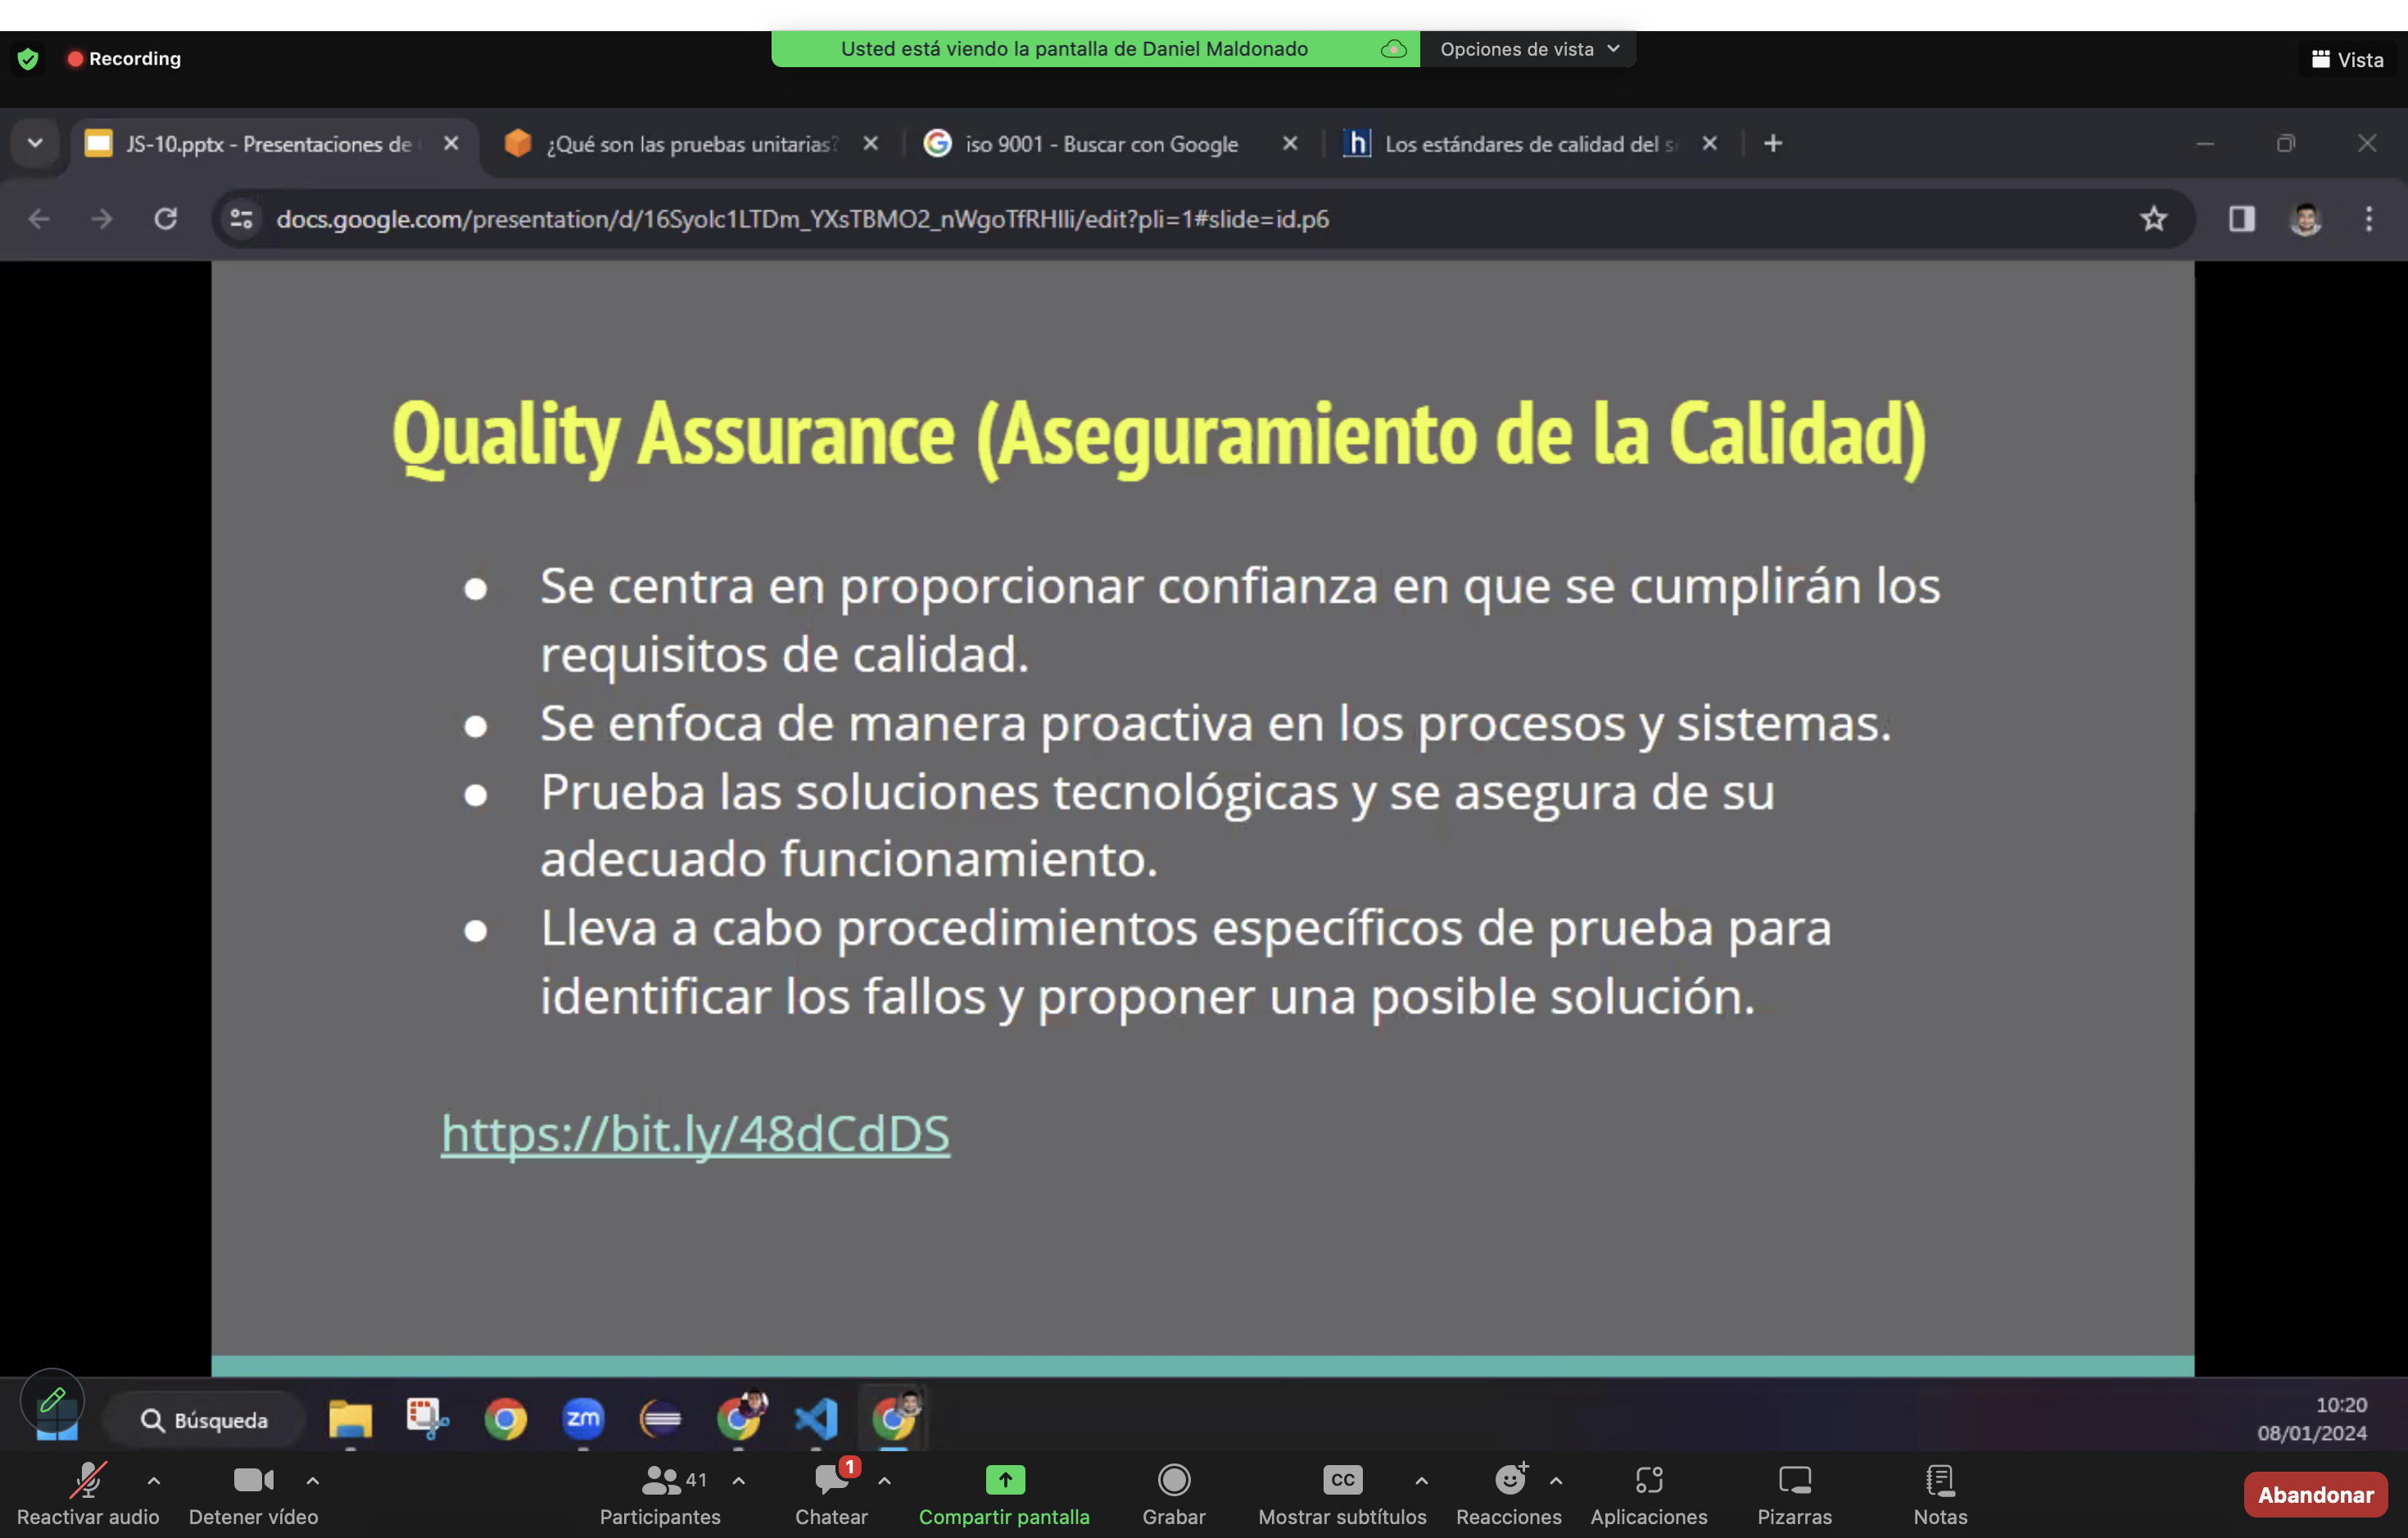 Recording
Usted está viendo la pantalla de Daniel Maldonado
Opciones de vista
Vista
JS-10.pptx - Presentaciones de
¿Qué son las pruebas unitarias?
iso 9001 - Buscar con Google
Los estándares de calidad del s
docs.google.com/presentation/d/16Syolc1LTDm_YXsTBMO2_nWgoTfRHlli/edit?pli=1#slide=id.p6
Quality Assurance (Aseguramiento de la Calidad)
● Se centra en proporcionar confianza en que se cumplirán los
requisitos de calidad.
● Se enfoca de manera proactiva en los procesos y sistemas.
● Prueba las soluciones tecnológicas y se asegura de su
adecuado funcionamiento.
● Lleva a cabo procedimientos específicos de prueba para
identificar los fallos y proponer una posible solución.
https://bit.ly/48dCdDS
Búsqueda
zm
10:20
08/01/2024
41
1
CC
Reactivar audio
Detener vídeo
Participantes
Chatear
Compartir pantalla
Grabar
Mostrar subtítulos
Reacciones
Aplicaciones
Pizarras
Notas
Abandonar